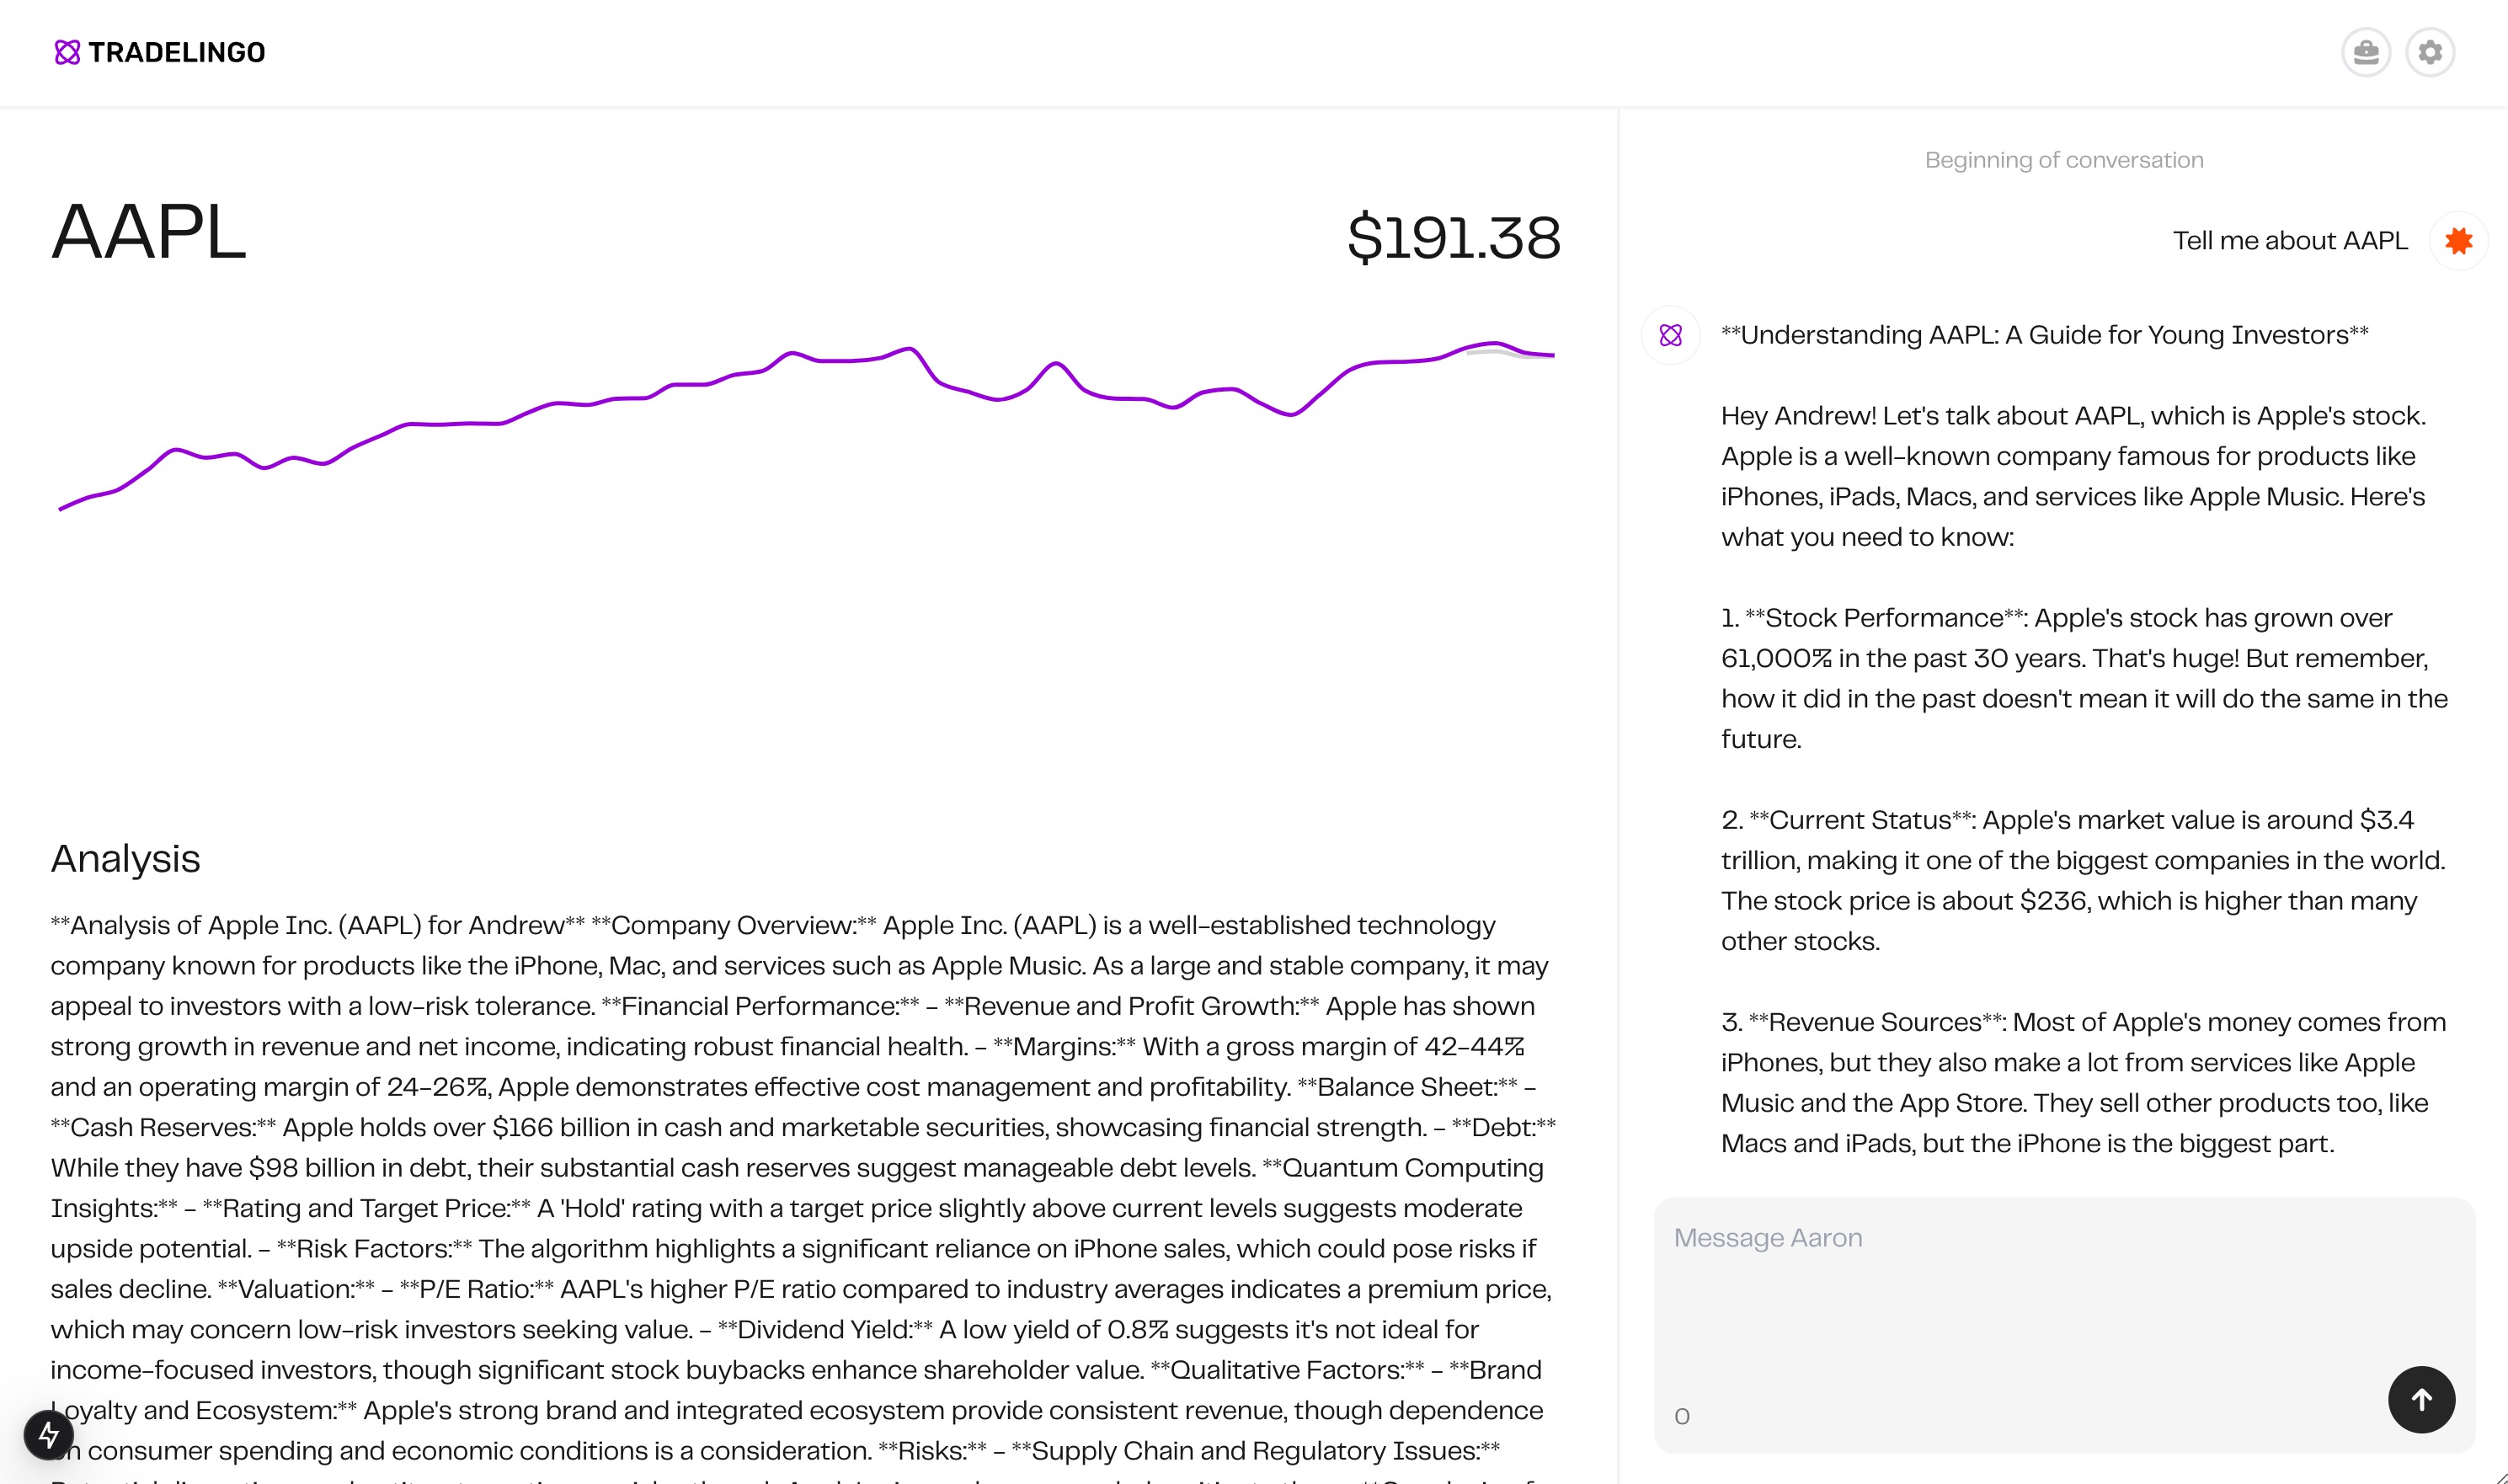 TRADELINGO
AAPL
$191.38
Analysis
**Analysis of Apple Inc. (AAPL) for Andrew** **Company Overview:** Apple Inc. (AAPL) is a well-established technology
company known for products like the iPhone, Mac, and services such as Apple Music. As a large and stable company, it may
appeal to investors with a low-risk tolerance. **Financial Performance:** - **Revenue and Profit Growth:** Apple has shown
strong growth in revenue and net income, indicating robust financial health. - **Margins:** With a gross margin of 42-44%
and an operating margin of 24-26%, Apple demonstrates effective cost management and profitability. **Balance Sheet:** -
**Cash Reserves:** Apple holds over $166 billion in cash and marketable securities, showcasing financial strength. - **Debt:**
While they have $98 billion in debt, their substantial cash reserves suggest manageable debt levels. **Quantum Computing
Insights:** - **Rating and Target Price:** A 'Hold' rating with a target price slightly above current levels suggests moderate
upside potential. - **Risk Factors:** The algorithm highlights a significant reliance on iPhone sales, which could pose risks if
sales decline. **Valuation:** - **P/E Ratio:** AAPL's higher P/E ratio compared to industry averages indicates a premium price,
which may concern low-risk investors seeking value. - **Dividend Yield:** A low yield of 0.8% suggests it's not ideal for
income-focused investors, though significant stock buybacks enhance shareholder value. **Qualitative Factors:** - **Brand
Loyalty and Ecosystem:** Apple's strong brand and integrated ecosystem provide consistent revenue, though dependence
on consumer spending and economic conditions is a consideration. **Risks:** - **Supply Chain and Regulatory Issues:**
Beginning of conversation
Tell me about AAPL
**Understanding AAPL: A Guide for Young Investors**
Hey Andrew! Let's talk about AAPL, which is Apple's stock.
Apple is a well-known company famous for products like
iPhones, iPads, Macs, and services like Apple Music. Here's
what you need to know:
1. **Stock Performance**: Apple's stock has grown over
61,000% in the past 30 years. That's huge! But remember,
how it did in the past doesn't mean it will do the same in the
future.
2. **Current Status**: Apple's market value is around $3.4
trillion, making it one of the biggest companies in the world.
The stock price is about $236, which is higher than many
other stocks.
3. **Revenue Sources**: Most of Apple's money comes from
iPhones, but they also make a lot from services like Apple
Music and the App Store. They sell other products too, like
Macs and iPads, but the iPhone is the biggest part.
Message Aaron
0